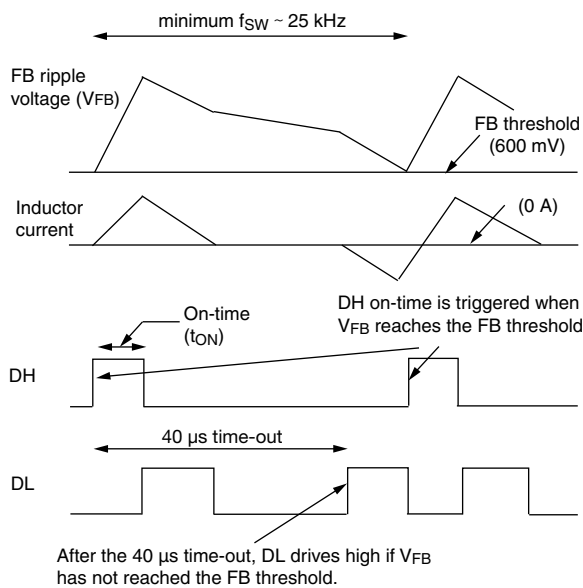 minimum fSW ~ 25 kHz
FB ripple
voltage (VFB)
FB threshold
(600 mV)
Inductor
current
(0 A)
DH on-time is triggered when
VFB reaches the FB threshold
On-time
(tON)
DH
40 µs time-out
DL
After the 40 µs time-out, DL drives high if VFB
has not reached the FB threshold.